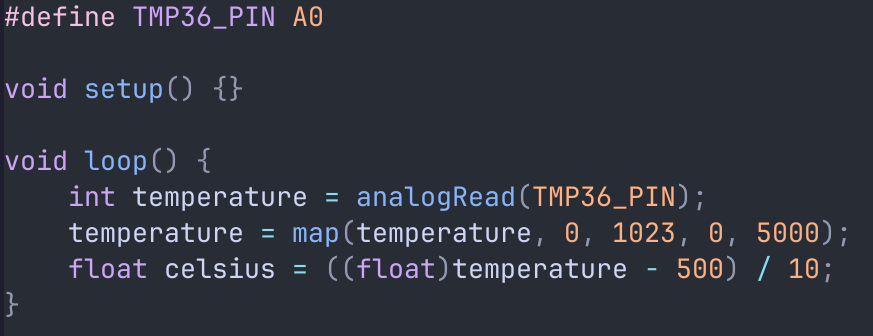 #define TMP36_PIN A0

void setup() {}

void loop() {
    int temperature = analogRead(TMP36_PIN);
    temperature = map(temperature, 0, 1023, 0, 5000);
    float celsius = ((float)temperature - 500) / 10;
}